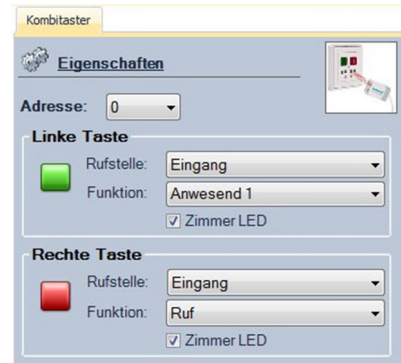 Kombitaster
Eigenschaften
Adresse: 0
Linke Taste
Rufstelle: Eingang
Funktion: Anwesend 1
Zimmer LED
Rechte Taste
Rufstelle: Eingang
Funktion: Ruf
Zimmer LED